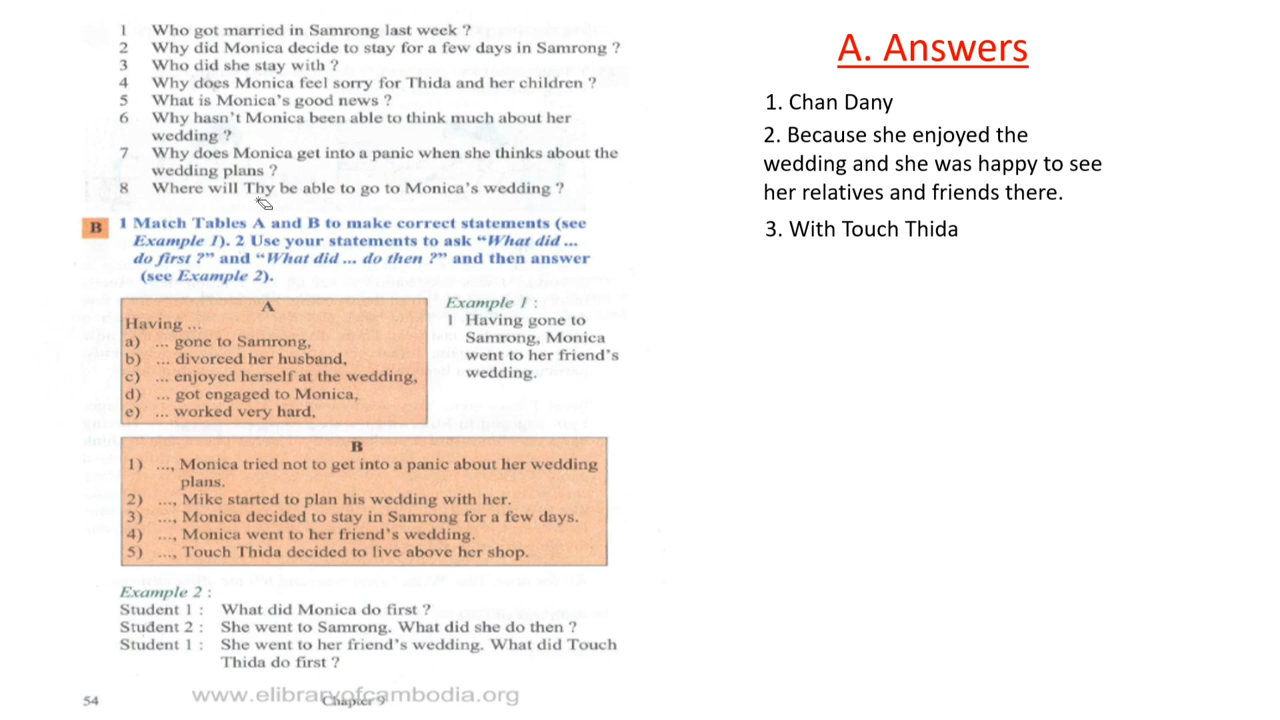 1 Who got married in Samrong last week ?
2 Why did Monica decide to stay for a few days in Samrong ?
3 Who did she stay with ?
4 Why does Monica feel sorry for Thida and her children ?
5 What is Monica's good news ?
6 Why hasn't Monica been able to think much about her
wedding ?
7 Why does Monica get into a panic when she thinks about the
wedding plans ?
8 Where will Thy be able to go to Monica's wedding ?
B 1 Match Tables A and B to make correct statements (see
Example 1). 2 Use your statements to ask “What did ...
do first ?” and “What did ... do then ?” and then answer
(see Example 2).
A
Having ...
a) ... gone to Samrong,
b) ... divorced her husband,
c) ... enjoyed herself at the wedding,
d) ... got engaged to Monica,
e) ... worked very hard,
Example 1 :
1 Having gone to
Samrong, Monica
went to her friend's
wedding.
B
1) ..., Monica tried not to get into a panic about her wedding
plans.
2) ..., Mike started to plan his wedding with her.
3) ..., Monica decided to stay in Samrong for a few days.
4) ..., Monica went to her friend's wedding.
5) ..., Touch Thida decided to live above her shop.
Example 2 :
Student 1 : What did Monica do first ?
Student 2 : She went to Samrong. What did she do then ?
Student 1 : She went to her friend's wedding. What did Touch
Thida do first ?
54
Chapter 9
www.elibraryofcambodia.org
A. Answers
1. Chan Dany
2. Because she enjoyed the
wedding and she was happy to see
her relatives and friends there.
3. With Touch Thida